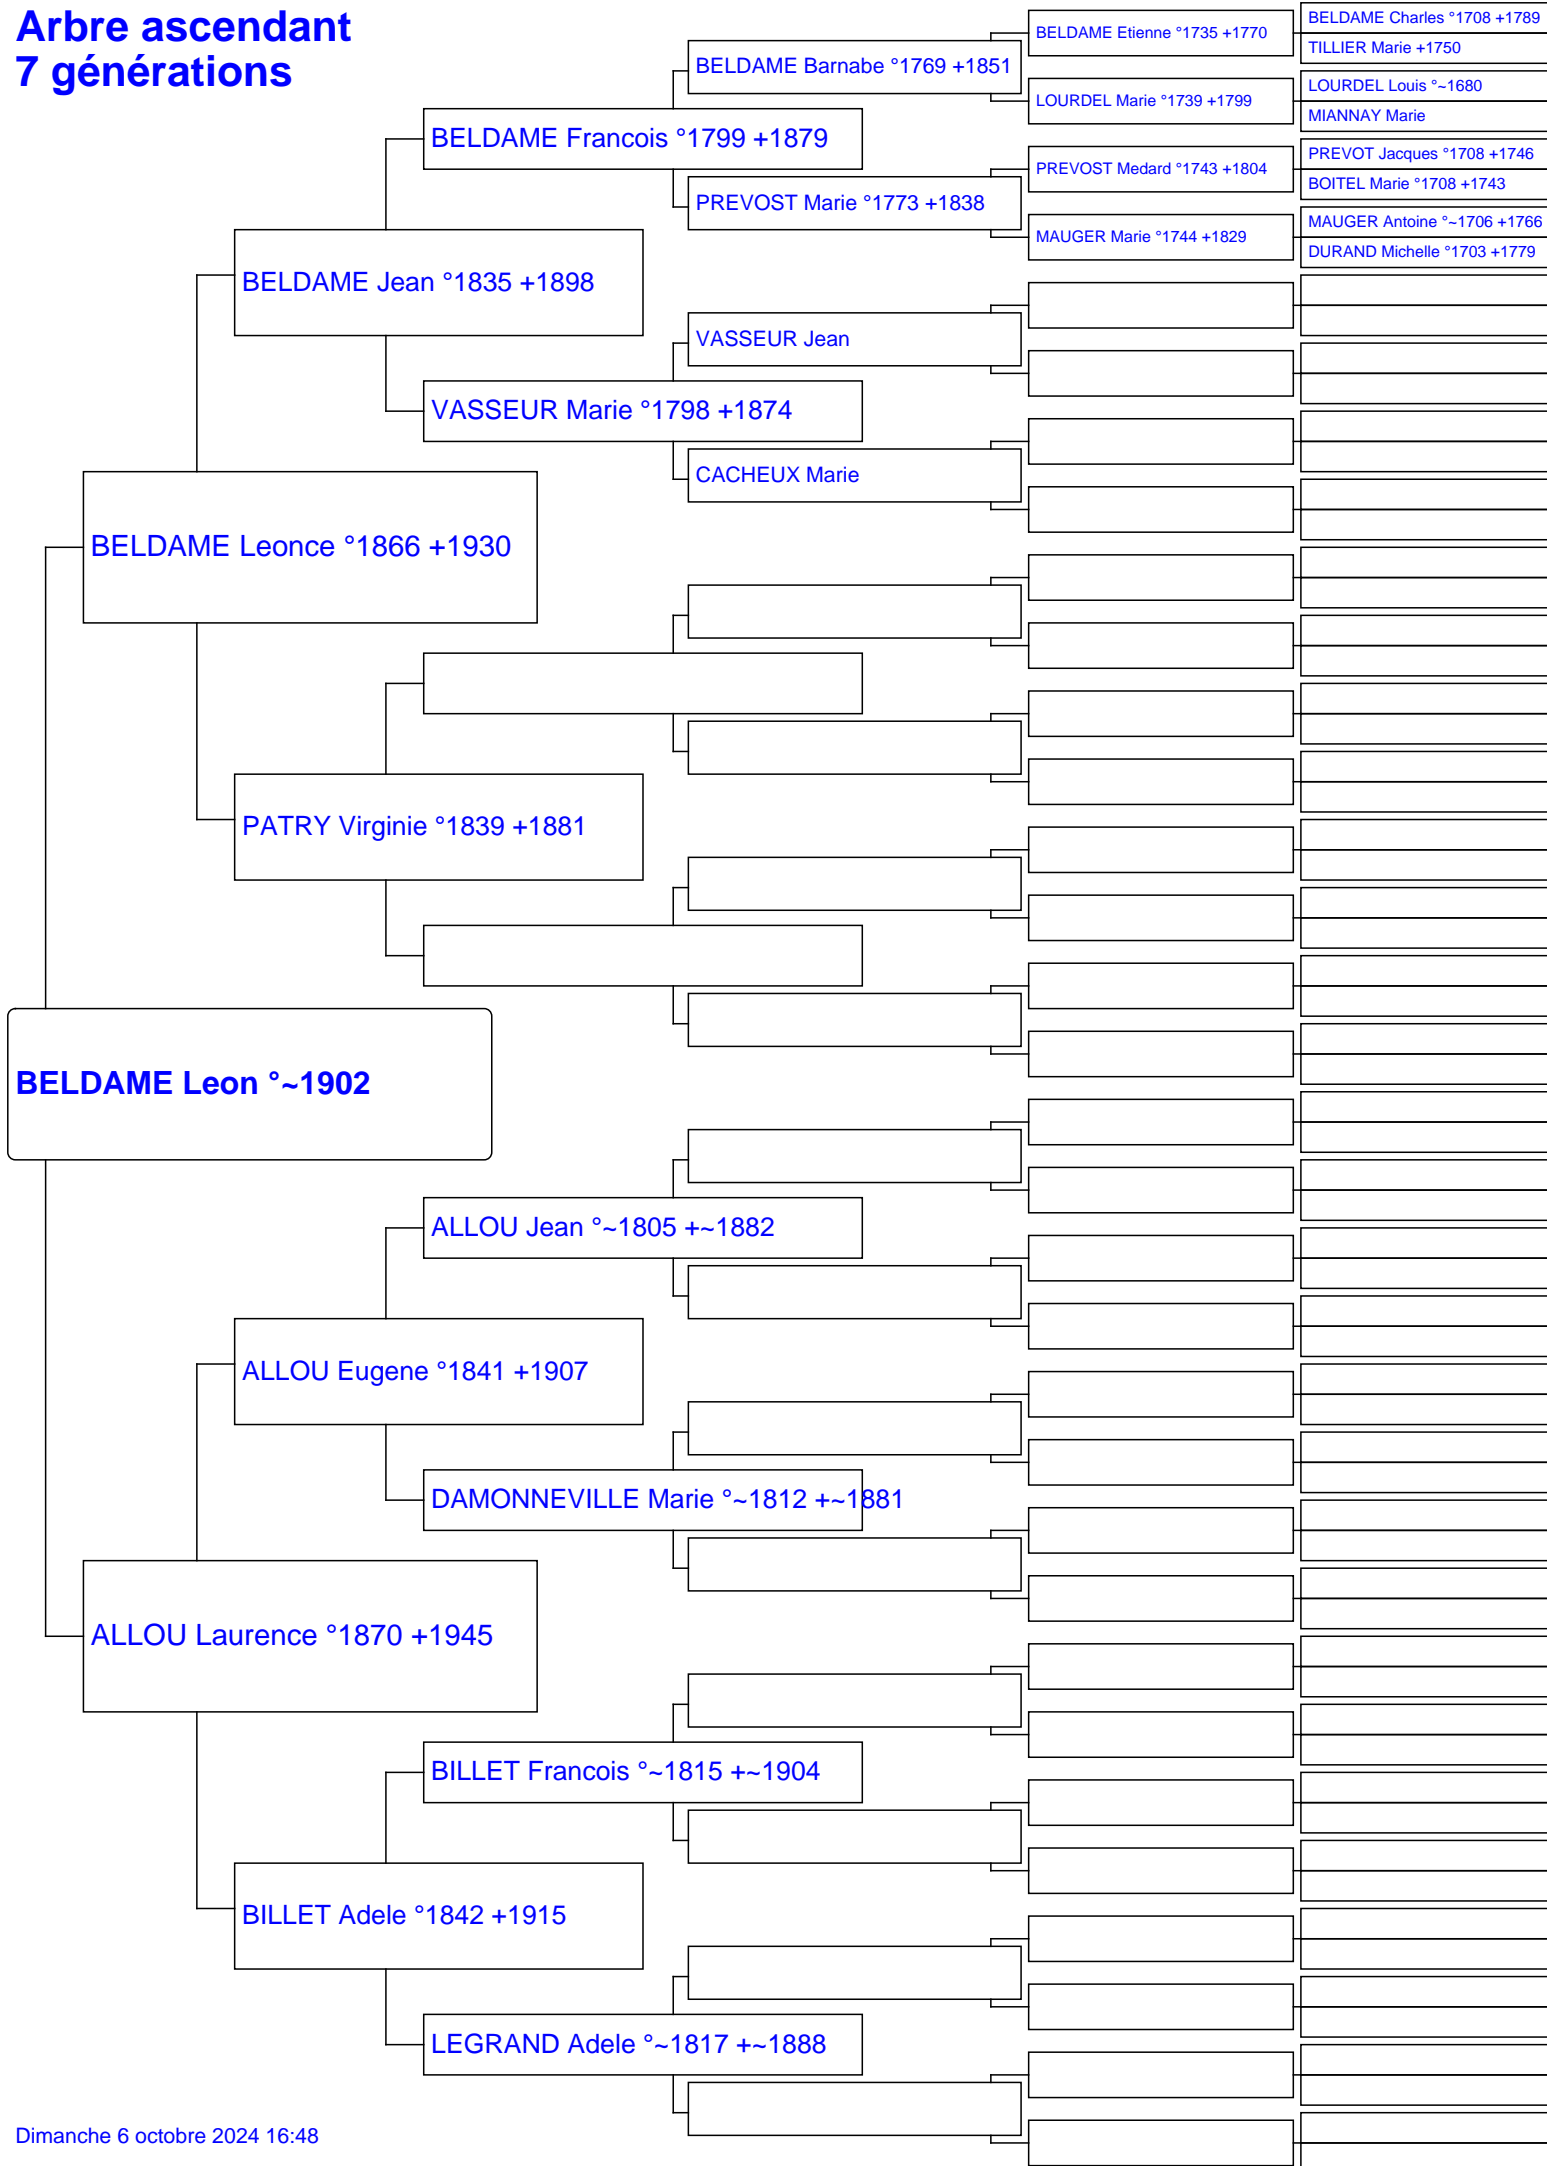 Arbre ascendant
7 générations
BELDAME Leon °~1902
BELDAME Leonce °1866 +1930
ALLOU Laurence °1870 +1945
BELDAME Jean °1835 +1898
PATRY Virginie °1839 +1881
ALLOU Eugene °1841 +1907
BILLET Adele °1842 +1915
BELDAME Francois °1799 +1879
VASSEUR Marie °1798 +1874
ALLOU Jean °~1805 +~1882
DAMONNEVILLE Marie °~1812 +~1881
BILLET Francois °~1815 +~1904
LEGRAND Adele °~1817 +~1888
BELDAME Barnabe °1769 +1851
PREVOST Marie °1773 +1838
VASSEUR Jean
CACHEUX Marie
BELDAME Etienne °1735 +1770
LOURDEL Marie °1739 +1799
PREVOST Medard °1743 +1804
MAUGER Marie °1744 +1829
BELDAME Charles °1708 +1789
TILLIER Marie +1750
LOURDEL Louis °~1680
MIANNAY Marie
PREVOT Jacques °1708 +1746
BOITEL Marie °1708 +1743
MAUGER Antoine °~1706 +1766
DURAND Michelle °1703 +1779
Dimanche 6 octobre 2024 16:48